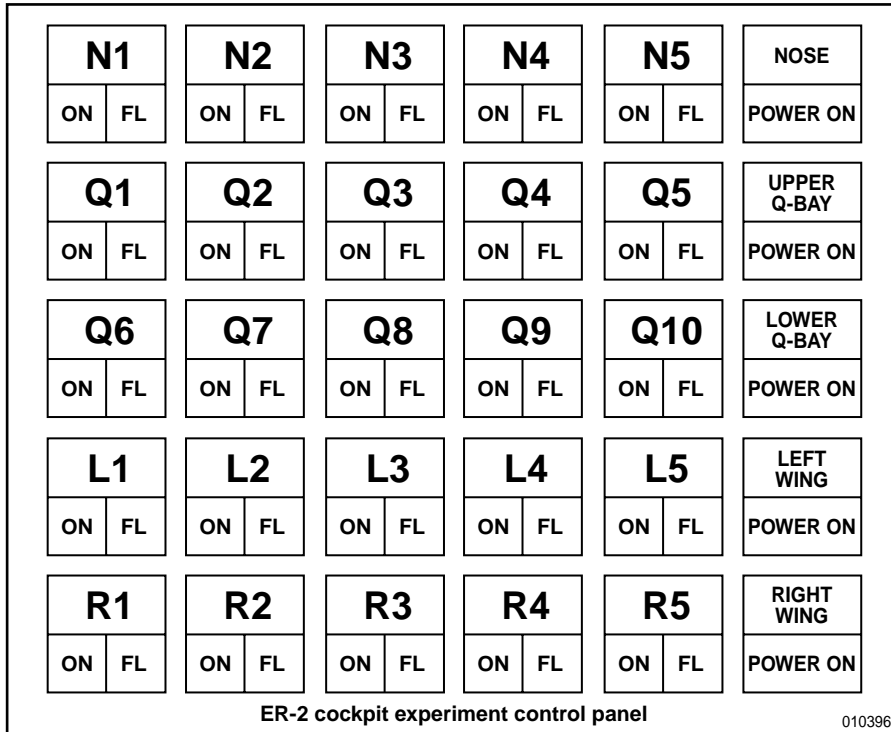 N1 N2 N3 N4 N5 NOSE
ON FL ON FL ON FL ON FL ON FL POWER ON
Q1 Q2 Q3 Q4 Q5 UPPER Q-BAY
ON FL ON FL ON FL ON FL ON FL POWER ON
Q6 Q7 Q8 Q9 Q10 LOWER Q-BAY
ON FL ON FL ON FL ON FL ON FL POWER ON
L1 L2 L3 L4 L5 LEFT WING
ON FL ON FL ON FL ON FL ON FL POWER ON
R1 R2 R3 R4 R5 RIGHT WING
ON FL ON FL ON FL ON FL ON FL POWER ON
ER-2 cockpit experiment control panel
010396